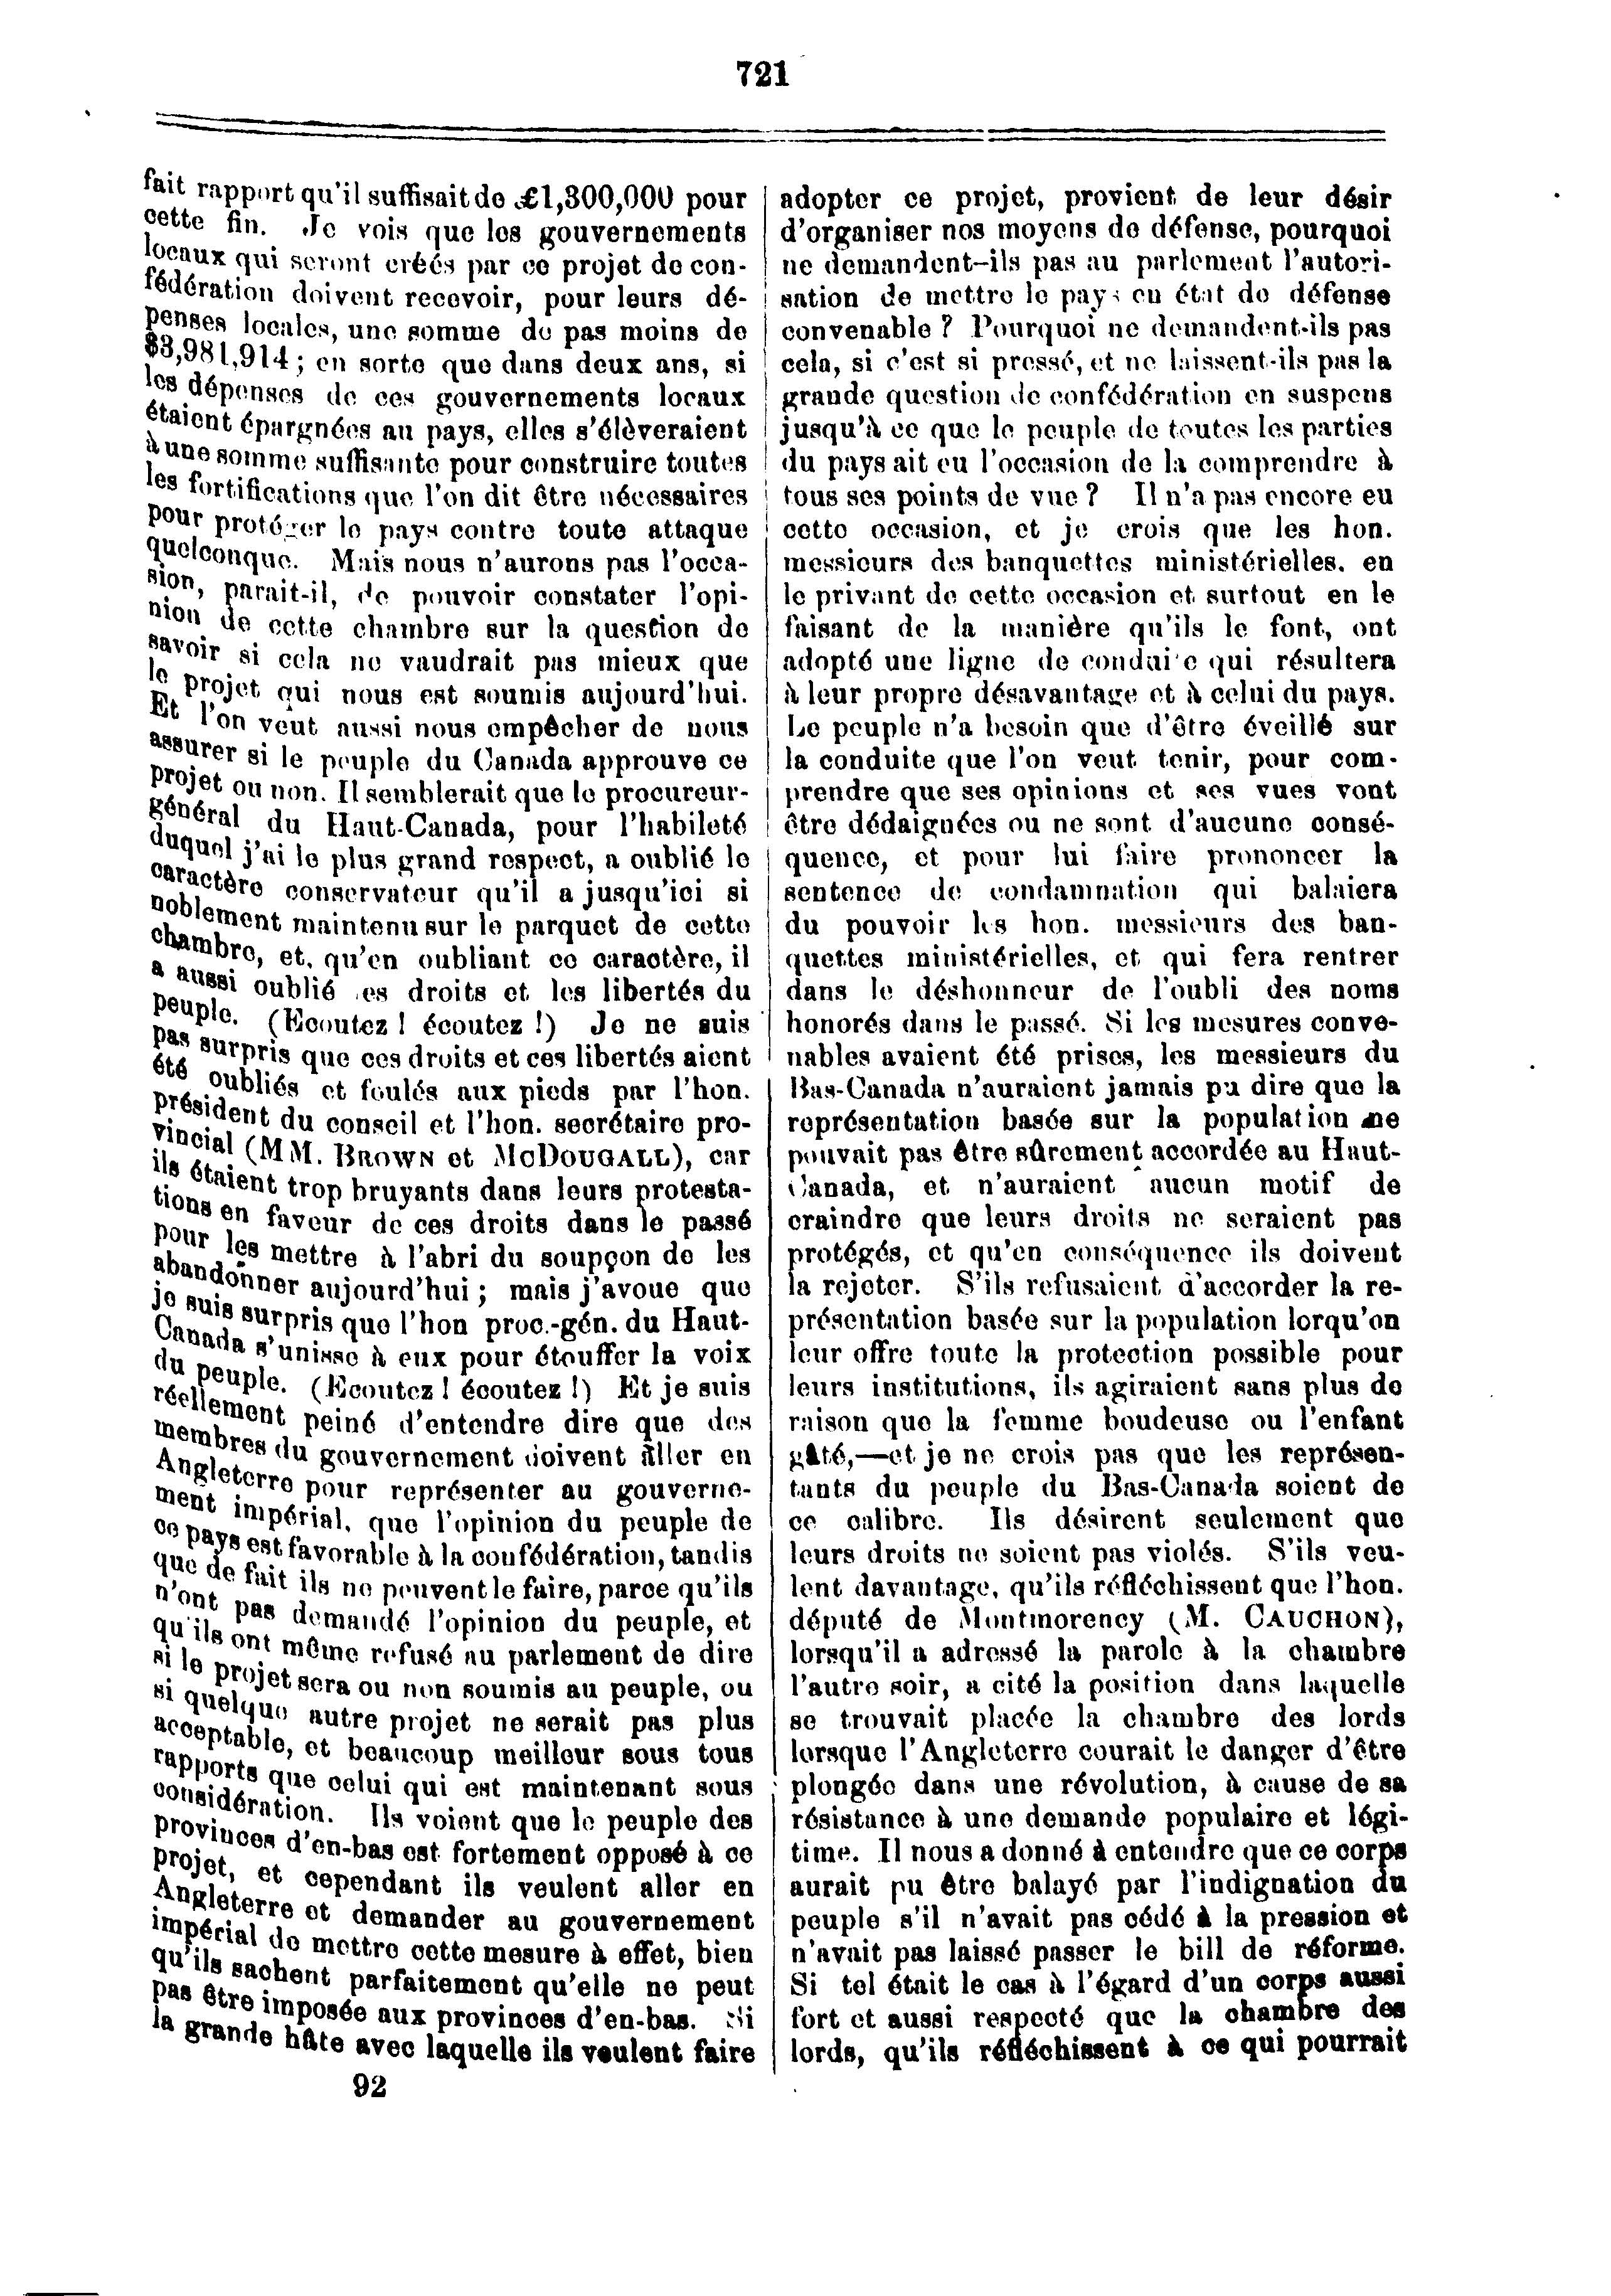 721
fait rapport qu'il suffisait de £1,300,000 pour
cette fin. Je vois que les gouvernements
locaux qui seront créés par ce projet de con-
fédération doivent recevoir, pour leurs dé-
penses locales, une somme de pas moins de
$3,981,914 ; en sorte que dans deux ans, si
les dépenses de ces gouvernements locaux
étaient épargnées au pays, elles s'élèveraient
à une somme suffisante pour construire toutes
les fortifications que l'on dit être nécessaires
pour protéger le pays contre toute attaque
quelconque. Mais nous n'aurons pas l'occa-
sion, parait-il, de pouvoir constater l'opi-
nion de cette chambre sur la question de
savoir si cela ne vaudrait pas mieux que
le projet qui nous est soumis aujourd'hui.
Et l'on veut aussi nous empêcher de nous
assurer si le peuple du Canada approuve ce
projet ou non. Il semblerait que le procureur-
général du Haut-Canada, pour l'habileté
duquel j'ai le plus grand respect, a oublié le
caractère conservateur qu'il a jusqu'ici si
noblement maintenu sur le parquet de cette
chambre, et, qu'en oubliant ce caractère, il
a aussi oublié es droits et les libertés du
peuple. (Ecoutez ! écoutez !) Je ne suis
pas surpris que ces droits et ces libertés aient
été oubliés et foulés aux pieds par l'hon.
président du conseil et l'hon. secrétaire pro-
vincial (MM. BROWN et MCDOUGALL), car
ils étaient trop bruyants dans leurs protesta-
tions en faveur de ces droits dans le passé
pour les mettre à l'abri du soupçon de les
abandonner aujourd'hui ; mais j'avoue que
je suis surpris que l'hon proc.-gén. du Haut-
Canada s'unisse à eux pour étouffer la voix
du peuple. (Ecoutez ! écoutez !) Et je suis
réellement peiné d'entendre dire que des
membres du gouvernement doivent aller en
Angleterre pour représenter au gouverne-
ment impérial, que l'opinion du peuple de
ce pays est favorable à la confédération, tandis
que de fait ils ne peuvent le faire, parce qu'ils
n'ont pas demandé l'opinion du peuple, et
qu'ils ont même refusé au parlement de dire
si le projet sera ou non soumis au peuple, ou
si quelque autre projet ne serait pas plus
acceptable, et beaucoup meilleur sous tous
rapports que celui qui est maintenant sous
considération. Ils voient que le peuple des
provinces d'en-bas est fortement opposé à ce
projet, et cependant ils veulent aller en
Angleterre et demander au gouvernement
impérial de mettre cette mesure à effet, bien
qu'ils sachent parfaitement qu'elle ne peut
pas être imposée aux provinces d'en-bas. Si
la grande hâte avec laquelle ils veulent faire
92
adopter ce projet, provient de leur désir
d'organiser nos moyens de défense, pourquoi
ne demandent-ils pas au parlement l'autori-
sation de mettre le pays en état de défense
convenable ? Pourquoi ne demandent-ils pas
cela, si c'est si pressé, et ne laissent-ils pas la
grande question de confédération en suspens
jusqu'à ce que le peuple de toutes les parties
du pays ait eu l'occasion de la comprendre à
tous ses points de vue ? Il n'a pas encore eu
cette occasion, et je crois que les hon.
messieurs des banquettes ministérielles, en
le privant de cette occasion et surtout en le
faisant de la manière qu'ils le font, ont
adopté une ligne de conduite qui résultera
à leur propre désavantage et à celui du pays.
Le peuple n'a besoin que d'être éveillé sur
la conduite que l'on veut tenir, pour com-
prendre que ses opinions et ses vues vont
être dédaignées ou ne sont d'aucune consé-
quence, et pour lui faire prononcer la
sentence de condamnation qui balaiera
du pouvoir les hon. messieurs des ban-
quettes ministérielles, et qui fera rentrer
dans le déshonneur de l'oubli des noms
honorés dans le passé. Si les mesures conve-
nables avaient été prises, les messieurs du
Bas-Canada n'auraient jamais pu dire que la
représentation basée sur la population ne
pouvait pas être sûrement accordée au Haut-
Canada, et n'auraient aucun motif de
craindre que leurs droits ne seraient pas
protégés, et qu'en conséquence ils doivent
la rejeter. S'ils refusaient d'accorder la re-
présentation basée sur la population lorqu'on
leur offre toute la protection possible pour
leurs institutions, ils agiraient sans plus de
raison que la femme boudeuse ou l'enfant
gâté,—et je ne crois pas que les représen-
tants du peuple du Bas-Canada soient de
ce calibre. Ils désirent seulement que
leurs droits ne soient pas violés. S'ils veu-
lent davantage, qu'ils réfléchissent que l'hon.
député de Montmorency (M. CAUCHON),
lorsqu'il a adressé la parole à la chambre
l'autre soir, a cité la position dans laquelle
se trouvait placée la chambre des lords
lorsque l'Angleterre courait le danger d'être
plongée dans une révolution, à cause de sa
résistance à une demande populaire et légi-
time. Il nous a donné à entendre que ce corps
aurait pu être balayé par l'indignation du
peuple s'il n'avait pas cédé à la pression et
n'avait pas laissé passer le bill de réforme.
Si tel était le cas à l'égard d'un corps aussi
fort et aussi respecté que la chambre des
lords, qu'ils réfléchissent à ce qui pourrait